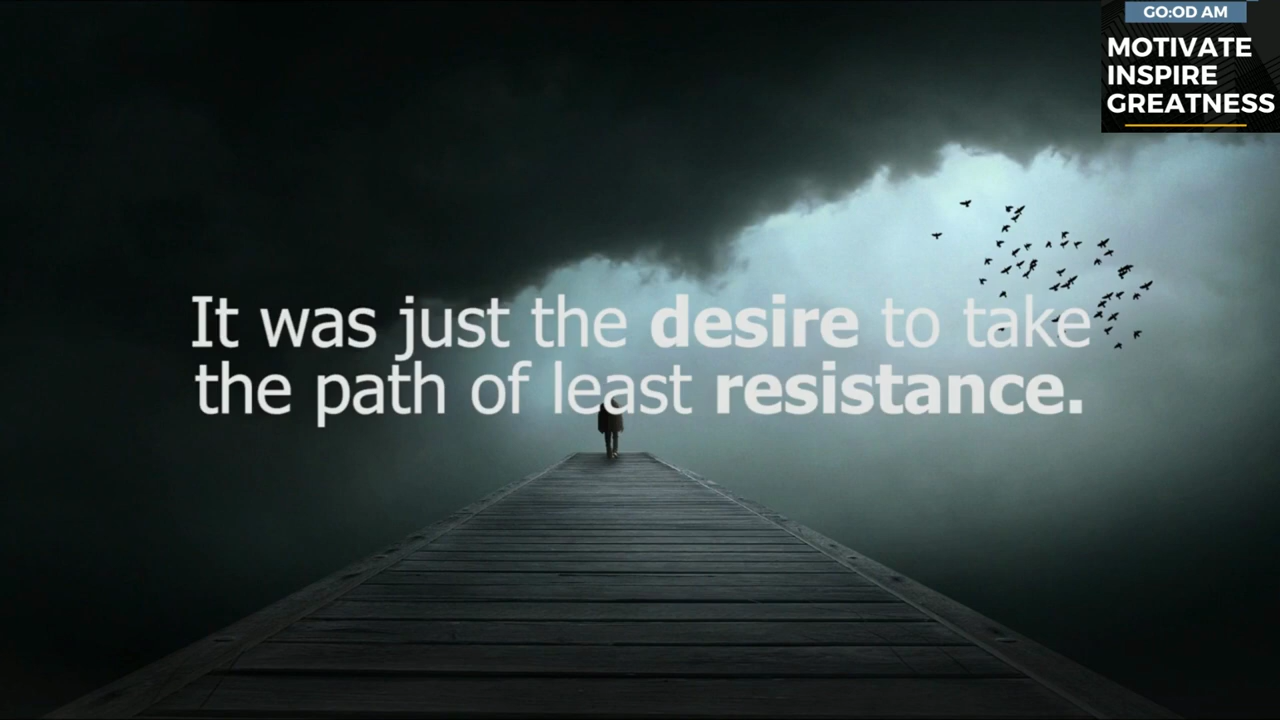 GO:OD AM
MOTIVATE
INSPIRE
GREATNESS
It was just the desire to take
the path of least resistance.